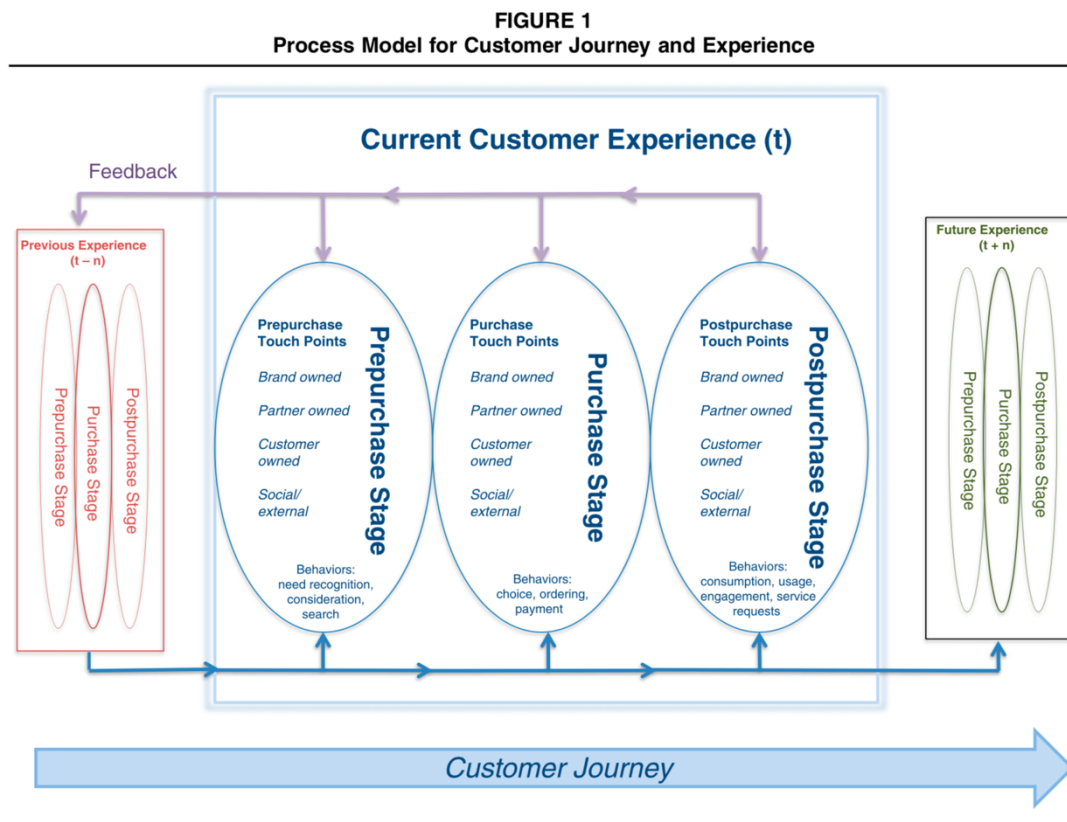 FIGURE 1
Process Model for Customer Journey and Experience
Current Customer Experience (t)
Feedback
Previous Experience
(t – n)
Prepurchase Stage
Purchase Stage
Postpurchase Stage
Prepurchase
Touch Points
Brand owned
Partner owned
Customer
owned
Social/
external
Prepurchase Stage
Behaviors:
need recognition,
consideration,
search
Purchase
Touch Points
Brand owned
Partner owned
Customer
owned
Social/
external
Purchase Stage
Behaviors:
choice, ordering,
payment
Postpurchase
Touch Points
Brand owned
Partner owned
Customer
owned
Social/
external
Postpurchase Stage
Behaviors:
consumption, usage,
engagement, service
requests
Future Experience
(t + n)
Prepurchase Stage
Purchase Stage
Postpurchase Stage
Customer Journey